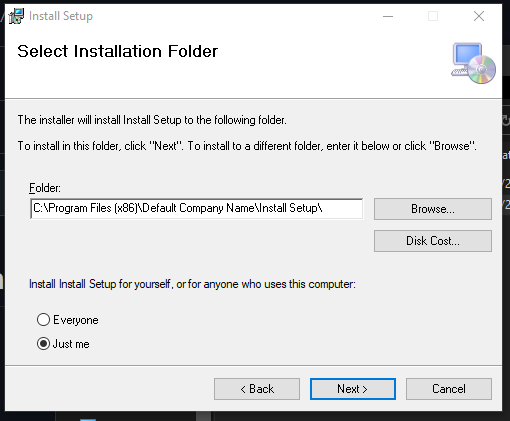 Install Setup
Select Installation Folder
The installer will install Install Setup to the following folder.
To install in this folder, click "Next". To install to a different folder, enter it below or click "Browse".
Folder:
C:\Program Files (x86)\Default Company Name\Install Setup\
Browse...
Disk Cost...
Install Install Setup for yourself, or for anyone who uses this computer:
Everyone
Just me
< Back
Next >
Cancel